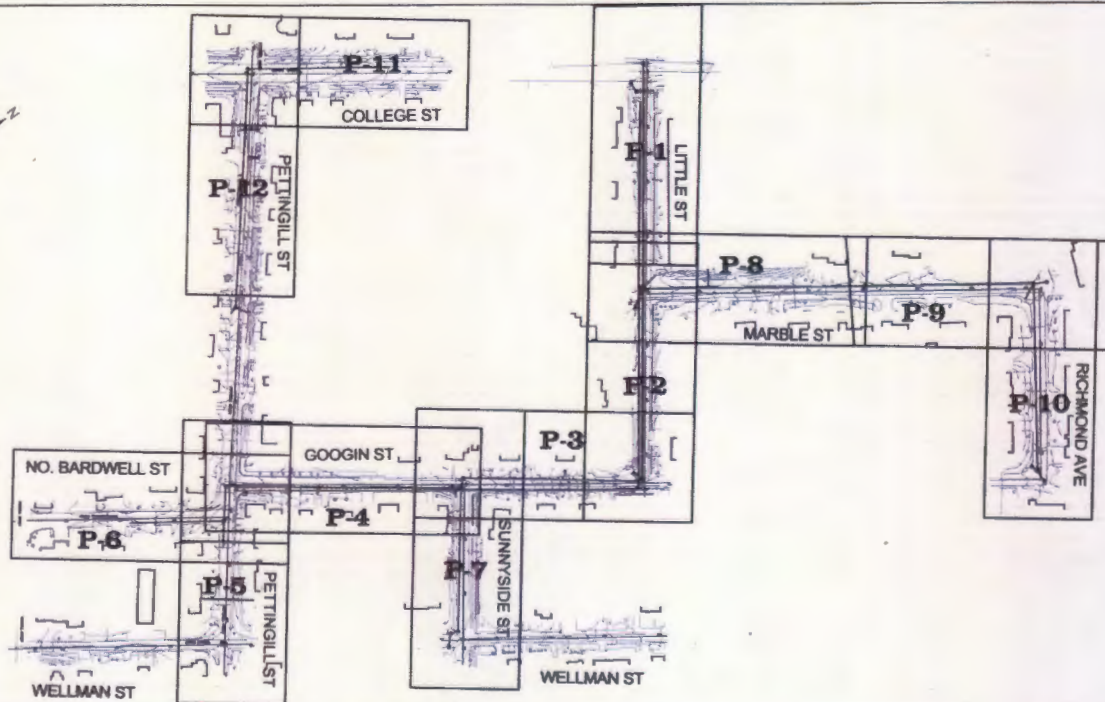 P-11
COLLEGE ST
N
P-12
PETTINGILL ST
P-1
LITTLE ST
P-8
MARBLE ST
P-9
P-2
P-10
RICHMOND AVE
P-3
GOOGIN ST
P-4
NO. BARDWELL ST
P-6
P-5
PETTINGILL ST
P-7
SUNNYSIDE ST
WELLMAN ST
WELLMAN ST